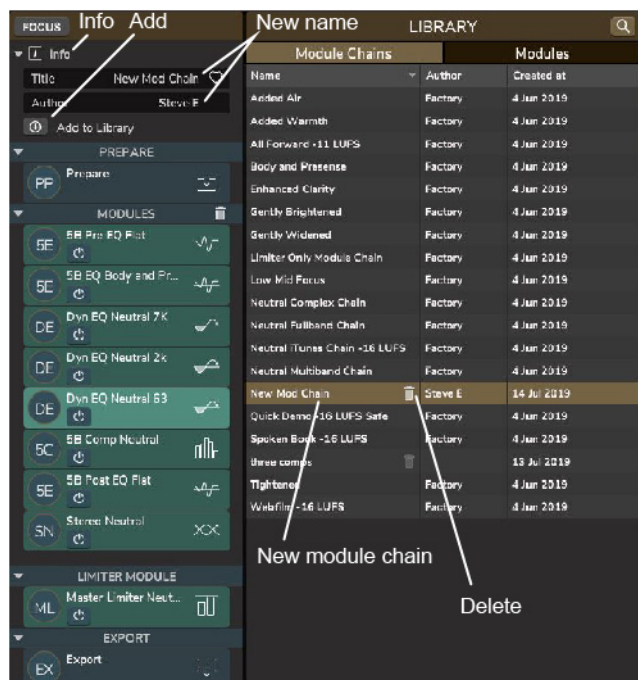 Info Add New name
FOCUS
LIBRARY
i Info
Module Chains Modules
Title New Mod Chain
Name Author Created at
Author Steve E
Added Air Factory 4 Jun 2019
Add to Library
Added Warmth Factory 4 Jun 2019
PREPARE
All Forward -11 LUFS Factory 4 Jun 2019
PP Prepare
Body and Presense Factory 4 Jun 2019
Enhanced Clarity Factory 4 Jun 2019
MODULES
Gently Brightened Factory 4 Jun 2019
5E 5B Pre EQ Flat
Gently Widened Factory 4 Jun 2019
Limiter Only Module Chain Factory 4 Jun 2019
5E 5B EQ Body and Pr...
Low Mid Focus Factory 4 Jun 2019
Neutral Complex Chain Factory 4 Jun 2019
DE Dyn EQ Neutral 7K
Neutral Fullband Chain Factory 4 Jun 2019
Neutral iTunes Chain -16 LUFS Factory 4 Jun 2019
DE Dyn EQ Neutral 2k
Neutral Multiband Chain Factory 4 Jun 2019
DE Dyn EQ Neutral 63
New Mod Chain Steve E 14 Jul 2019
Quick Demo -16 LUFS Safe Factory 4 Jun 2019
5C 5B Comp Neutral
Spoken Book -16 LUFS Factory 4 Jun 2019
three comps 13 Jul 2019
5E 5B Post EQ Flat
Tightener Factory 4 Jun 2019
Webfilm -16 LUFS Factory 4 Jun 2019
SN Stereo Neutral
New module chain
LIMITER MODULE
Delete
ML Master Limiter Neut...
EXPORT
EX Export